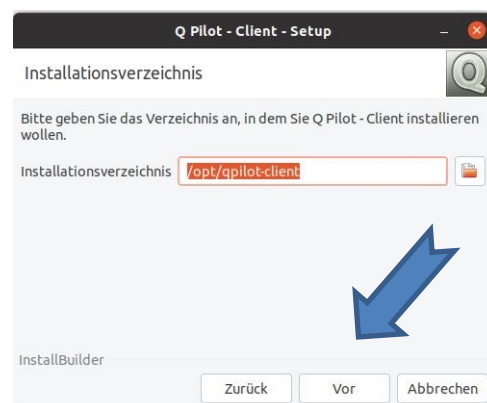 Q Pilot - Client - Setup
Installationsverzeichnis
Bitte geben Sie das Verzeichnis an, in dem Sie Q Pilot - Client installieren
wollen.
Installationsverzeichnis /opt/qpilot-client
InstallBuilder
Zurück Vor Abbrechen